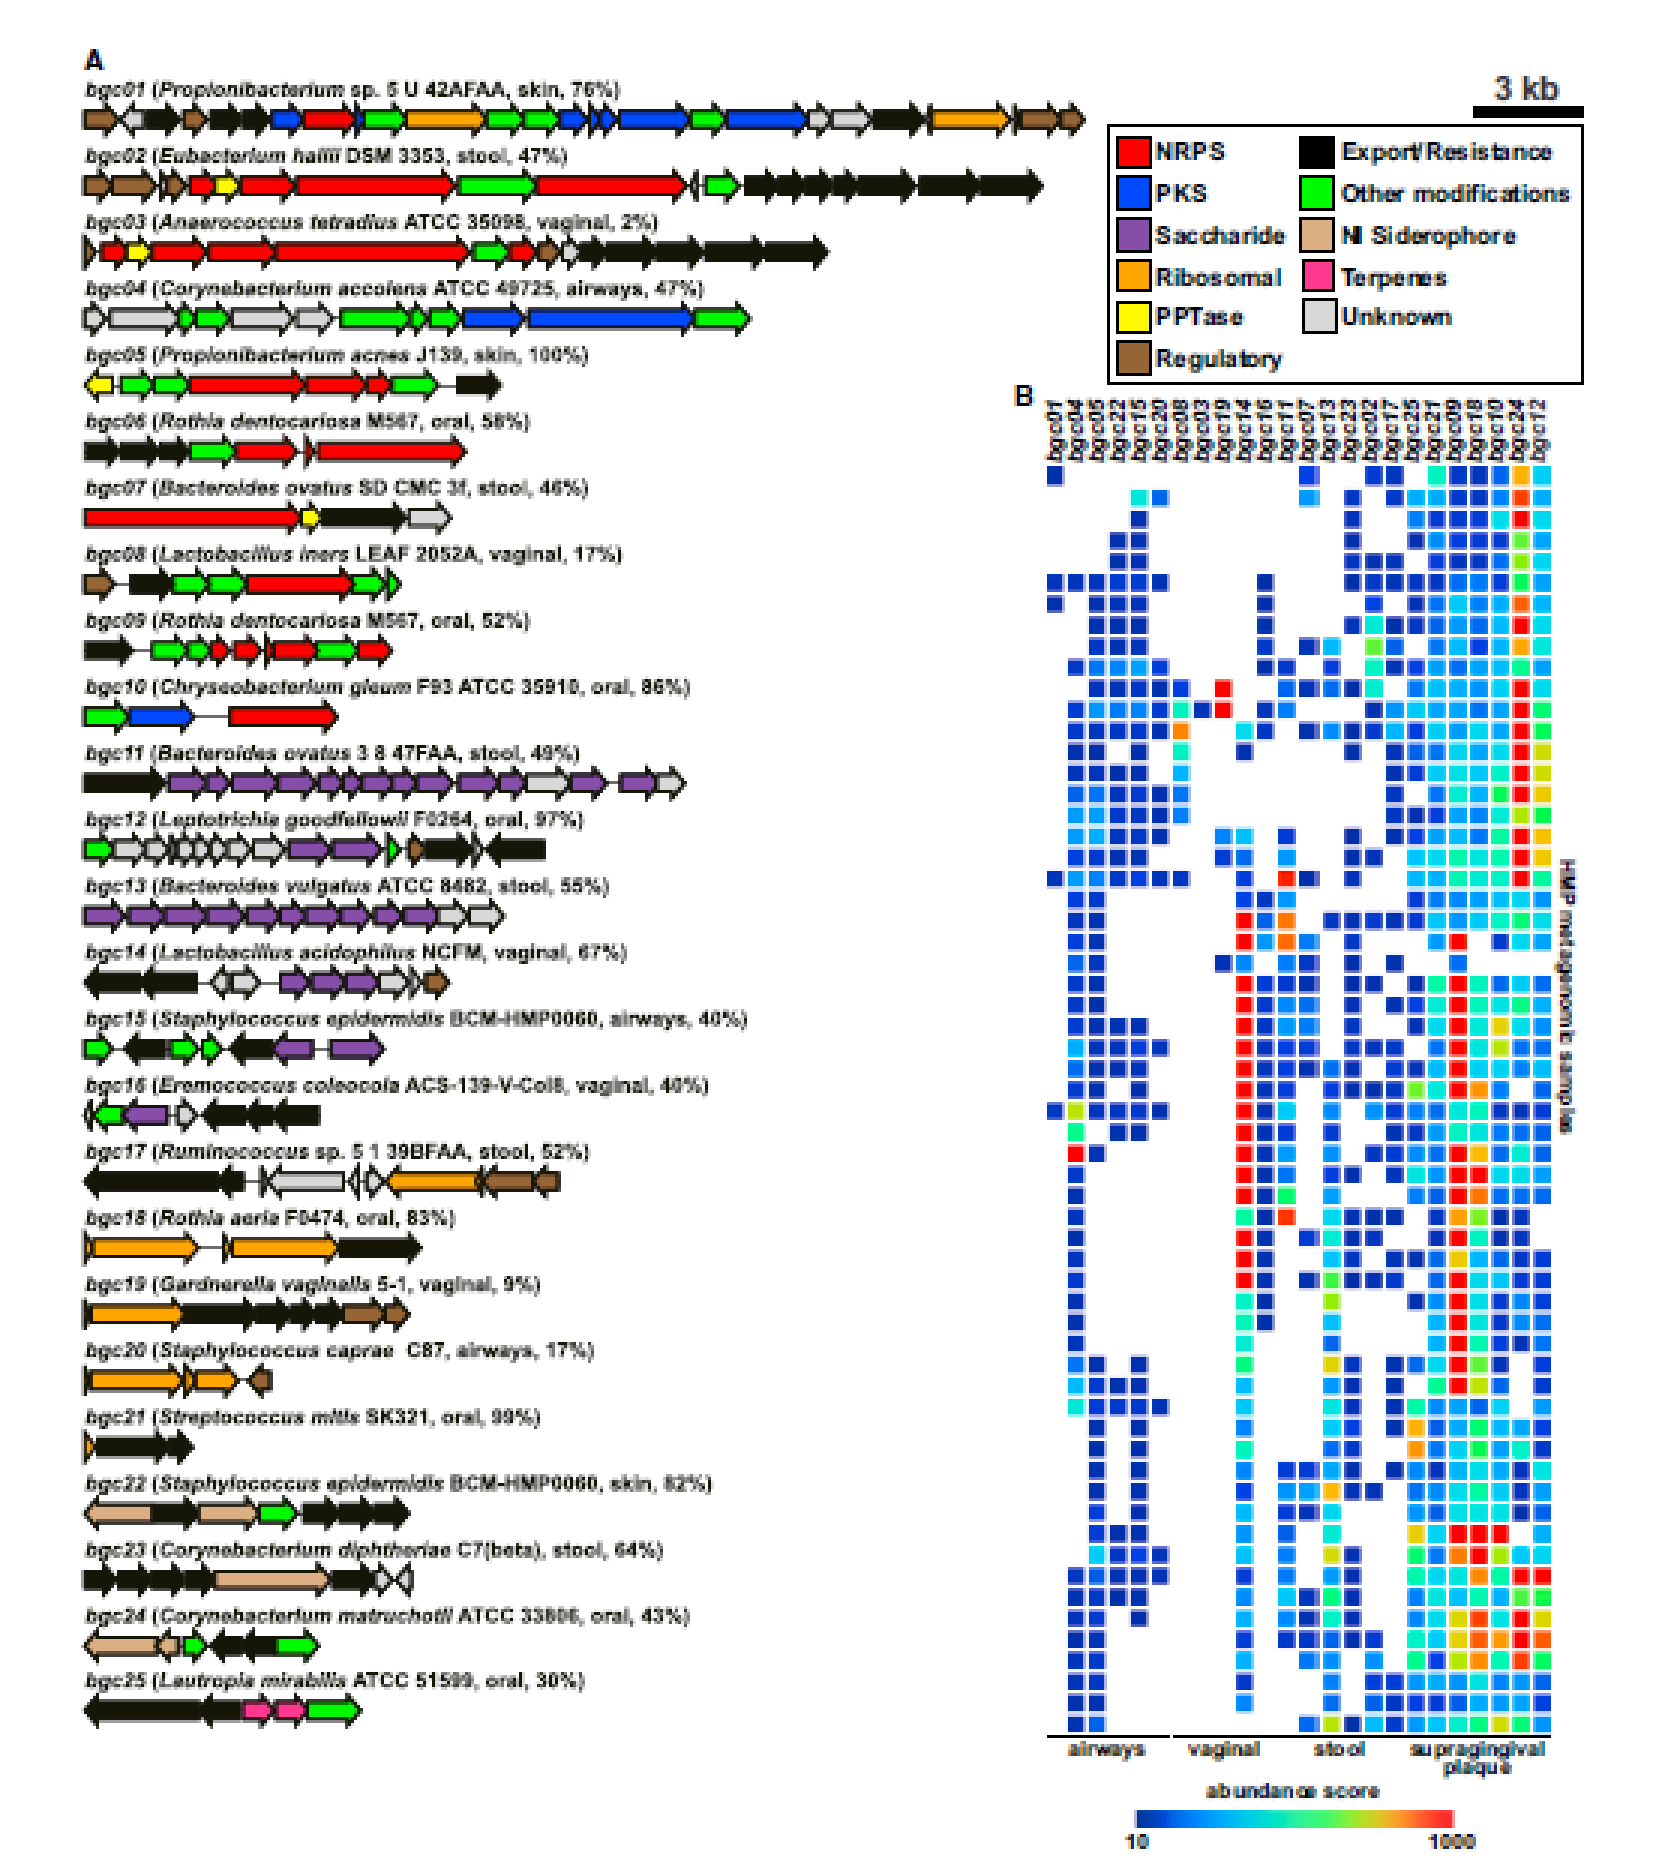 A
bgc01 (Propionibacterium sp. 5 U 42AFAA, skin, 76%)
3 kb
bgc02 (Eubacterium hallii DSM 3353, stool, 47%)
bgc03 (Anaerococcus tetradius ATCC 35098, vaginal, 2%)
bgc04 (Corynebacterium accolens ATCC 49725, airways, 47%)
bgc05 (Propionibacterium acnes J139, skin, 100%)
bgc06 (Rothia dentocariosa M567, oral, 58%)
bgc07 (Bacteroides ovatus SD CMC 3f, stool, 46%)
bgc08 (Lactobacillus iners LEAF 2052A, vaginal, 17%)
bgc09 (Rothia dentocariosa M567, oral, 52%)
bgc10 (Chryseobacterium gleum F93 ATCC 35910, oral, 86%)
bgc11 (Bacteroides ovatus 3 8 47FAA, stool, 49%)
bgc12 (Leptotrichia goodfellowii F0264, oral, 97%)
bgc13 (Bacteroides vulgatus ATCC 8482, stool, 55%)
bgc14 (Lactobacillus acidophilus NCFM, vaginal, 67%)
bgc15 (Staphylococcus epidermidis BCM-HMP0060, airways, 40%)
bgc16 (Eremococcus coleocola ACS-139-V-Col8, vaginal, 40%)
bgc17 (Ruminococcus sp. 5 1 39BFAA, stool, 52%)
bgc18 (Rothia aeria F0474, oral, 83%)
bgc19 (Gardnerella vaginalis 5-1, vaginal, 9%)
bgc20 (Staphylococcus caprae C87, airways, 17%)
bgc21 (Streptococcus mitis SK321, oral, 99%)
bgc22 (Staphylococcus epidermidis BCM-HMP0060, skin, 82%)
bgc23 (Corynebacterium diphtheriae C7(beta), stool, 64%)
bgc24 (Corynebacterium matruchotii ATCC 33806, oral, 43%)
bgc25 (Lautropia mirabilis ATCC 51599, oral, 30%)
NRPS
PKS
Saccharide
Ribosomal
PPTase
Regulatory
Export/Resistance
Other modifications
NI Siderophore
Terpenes
Unknown
B
bgc01
bgc04
bgc05
bgc22
bgc15
bgc20
bgc08
bgc03
bgc19
bgc14
bgc16
bgc11
bgc07
bgc13
bgc23
bgc02
bgc17
bgc25
bgc21
bgc09
bgc18
bgc10
bgc24
bgc12
HMP metagenomic samples
airways
vaginal
stool
supragingival
plaque
abundance score
10
1000